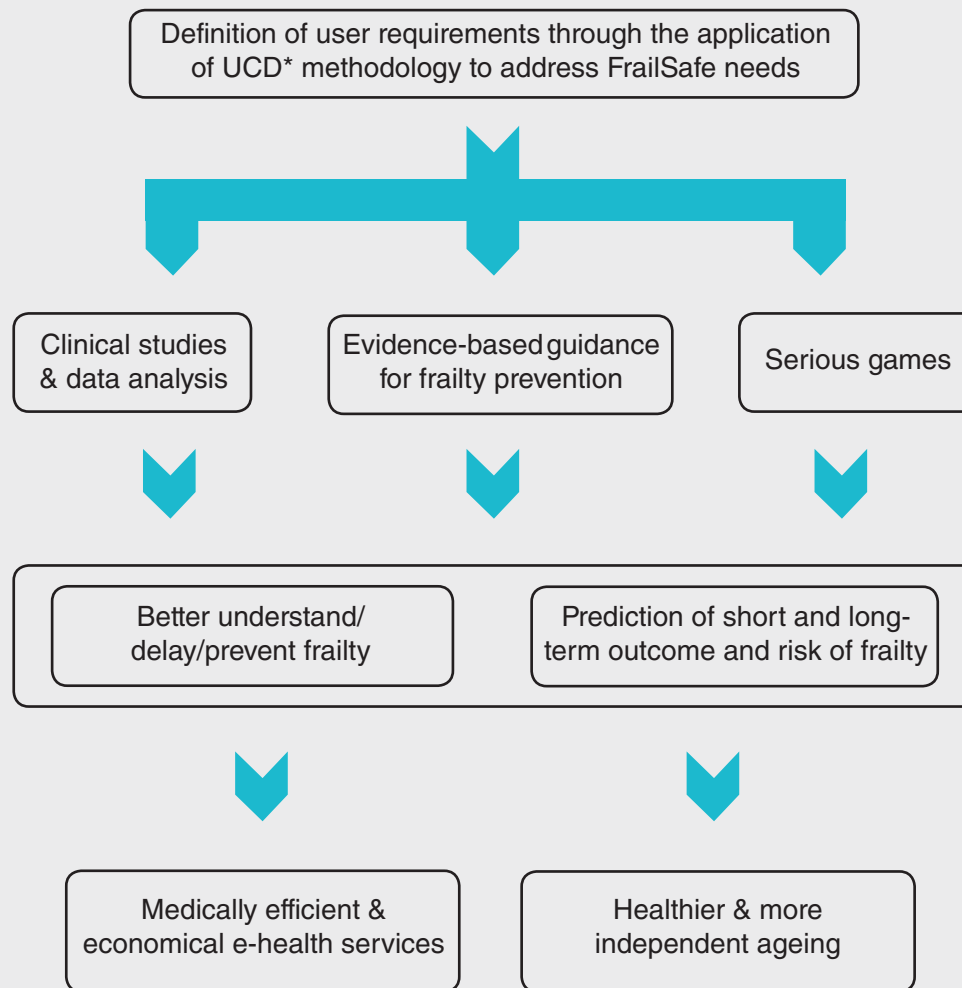 Definition of user requirements through the application
of UCD* methodology to address FrailSafe needs
Clinical studies
& data analysis
Evidence-based guidance
for frailty prevention
Serious games
Better understand/
delay/prevent frailty
Prediction of short and long-
term outcome and risk of frailty
Medically efficient &
economical e-health services
Healthier & more
independent ageing